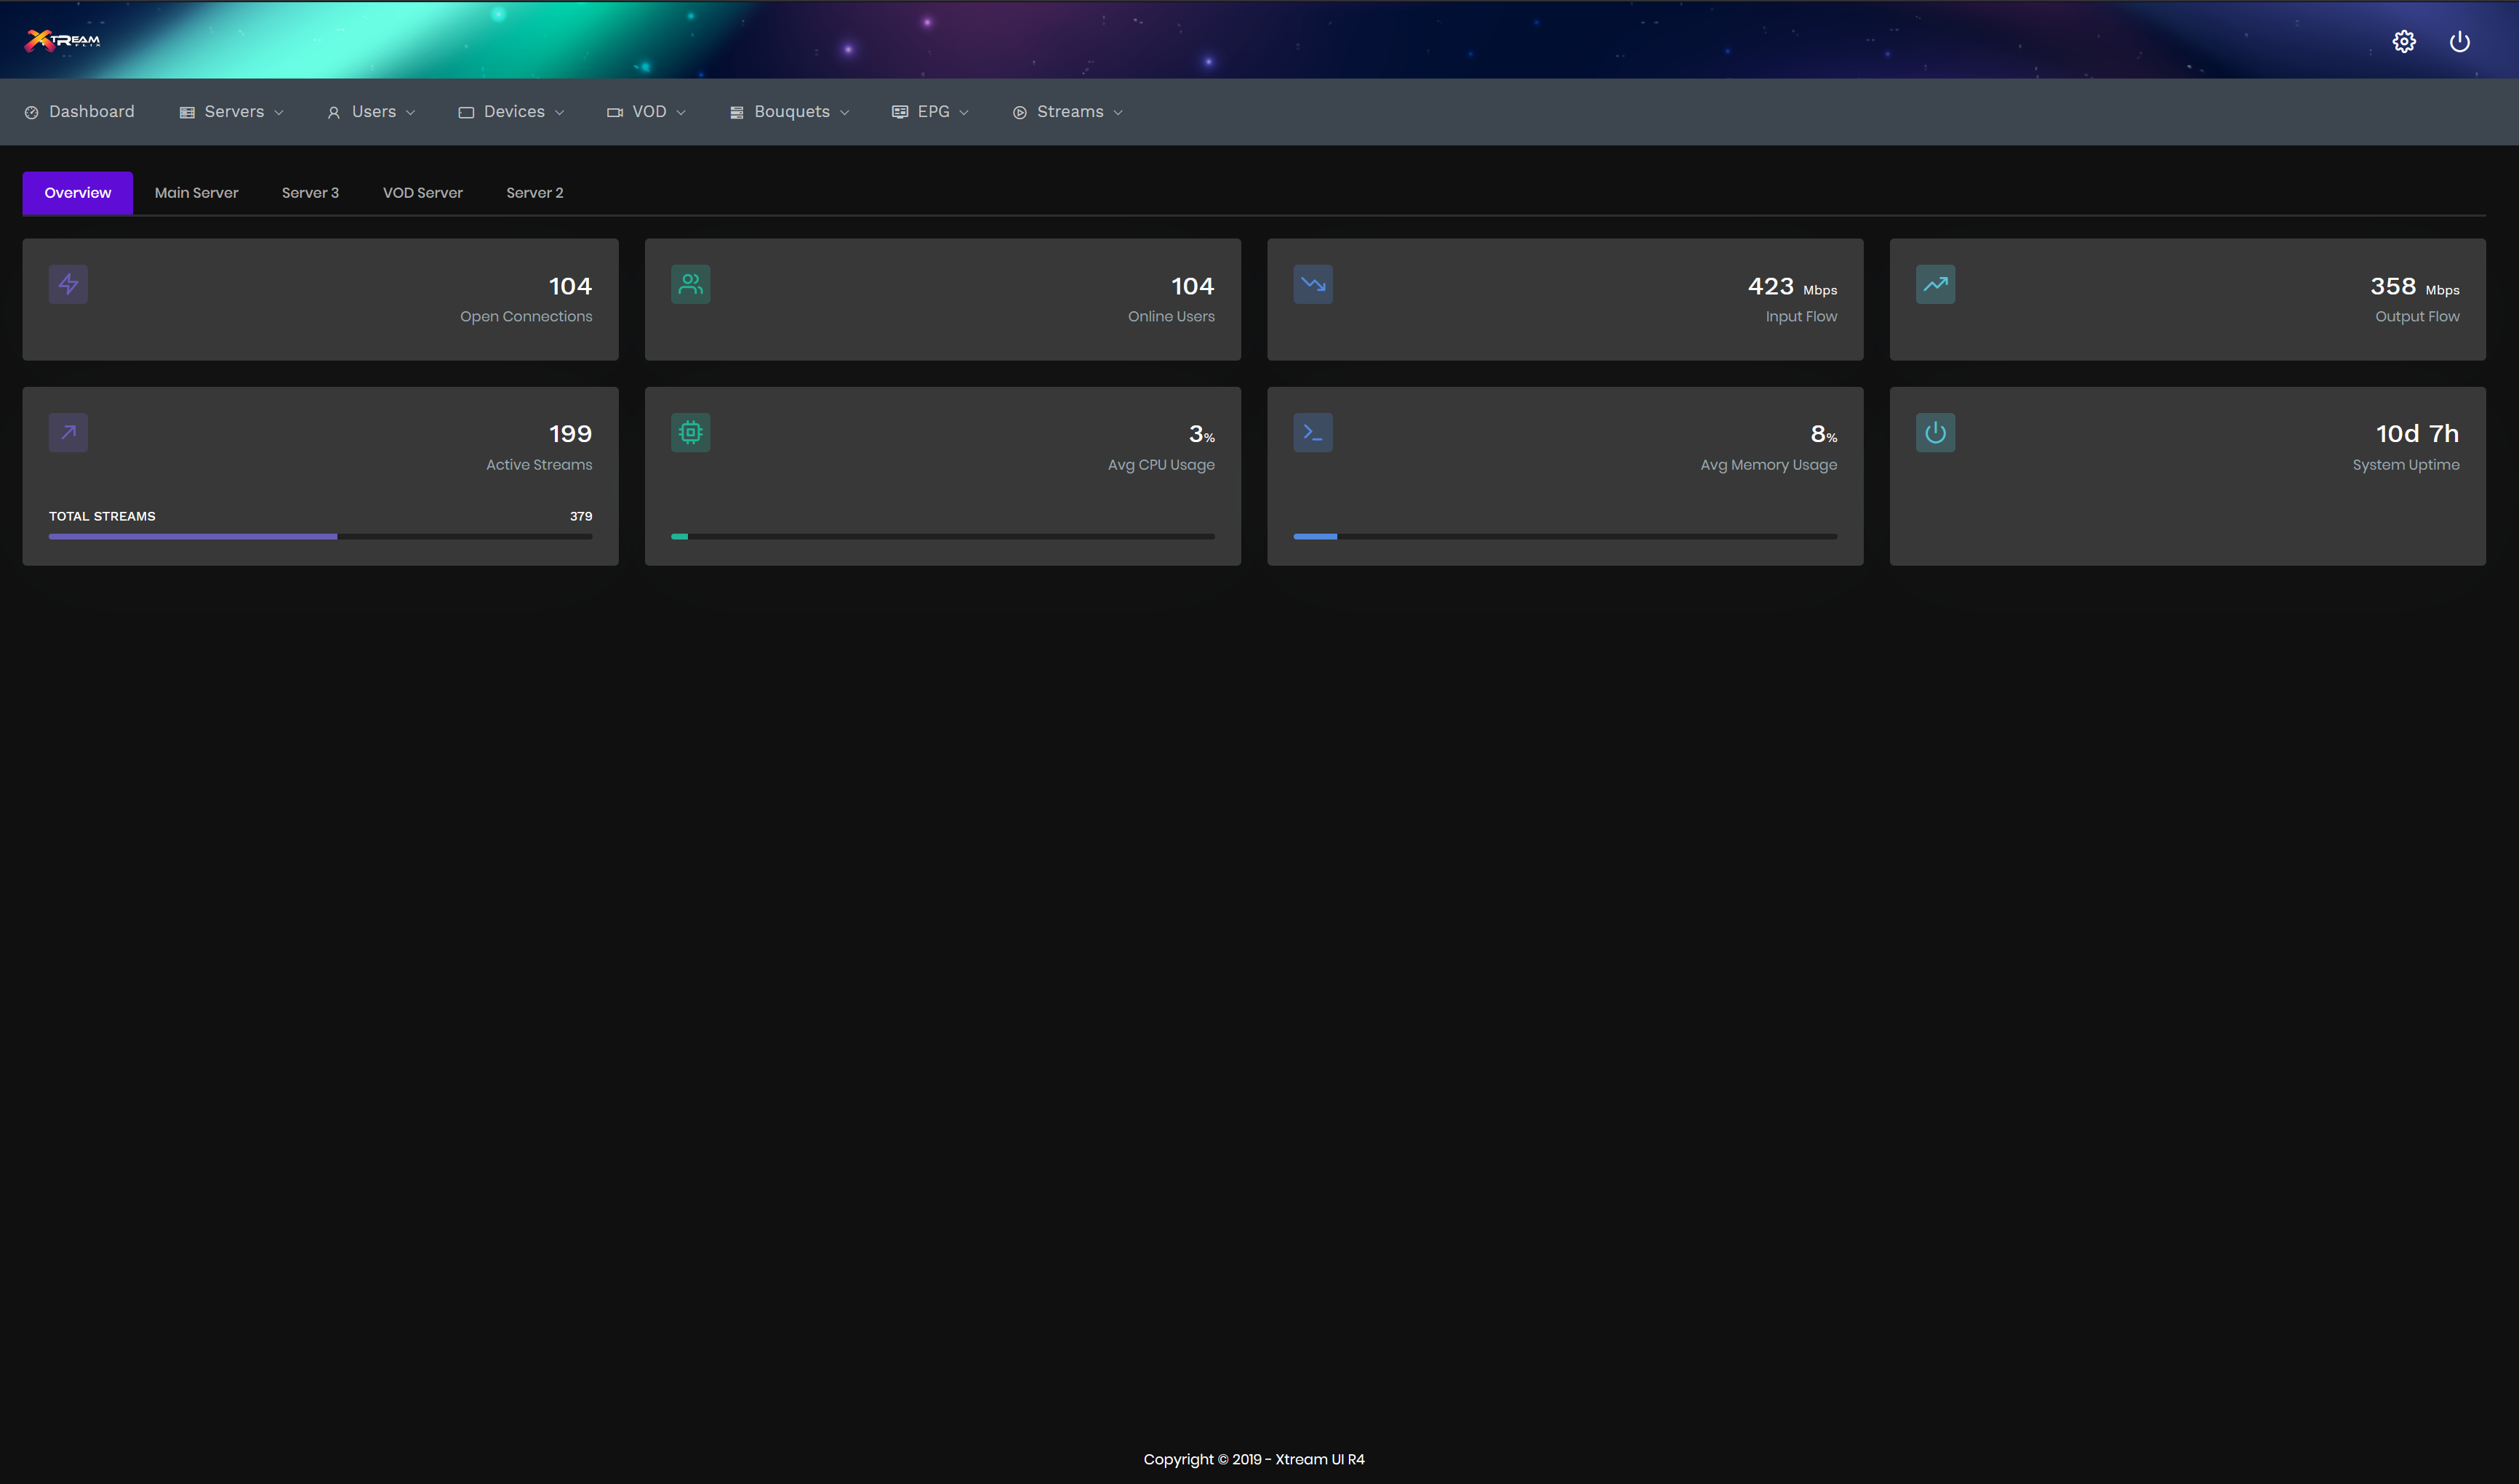 XTREAM
FLIX
Dashboard Servers Users Devices VOD Bouquets EPG Streams
Overview Main Server Server 3 VOD Server Server 2
104
Open Connections
104
Online Users
423 Mbps
Input Flow
358 Mbps
Output Flow
199
Active Streams
TOTAL STREAMS 379
3%
Avg CPU Usage
8%
Avg Memory Usage
10d 7h
System Uptime
Copyright © 2019 - Xtream UI R4